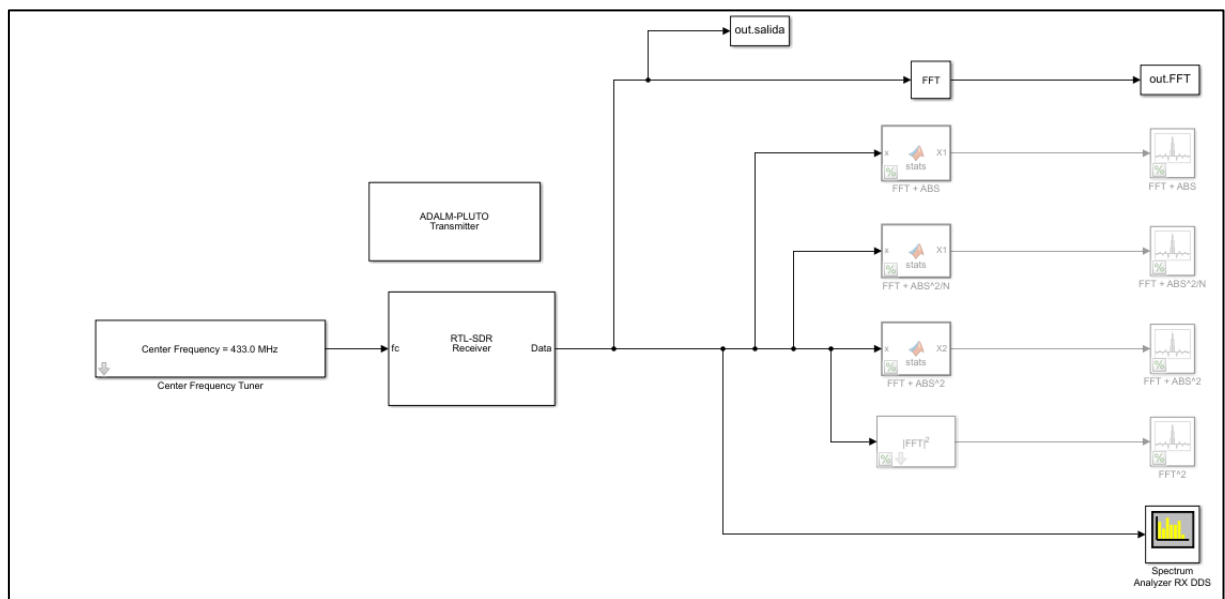 out.salida
FFT
out.FFT
x
X1
stats
FFT + ABS
FFT + ABS
ADALM-PLUTO
Transmitter
x
X1
stats
FFT + ABS^2/N
FFT + ABS^2/N
Center Frequency = 433.0 MHz
Center Frequency Tuner
fc
RTL-SDR
Receiver
Data
x
X2
stats
FFT + ABS^2
FFT + ABS^2
|FFT|²
FFT^2
Spectrum
Analyzer RX DDS